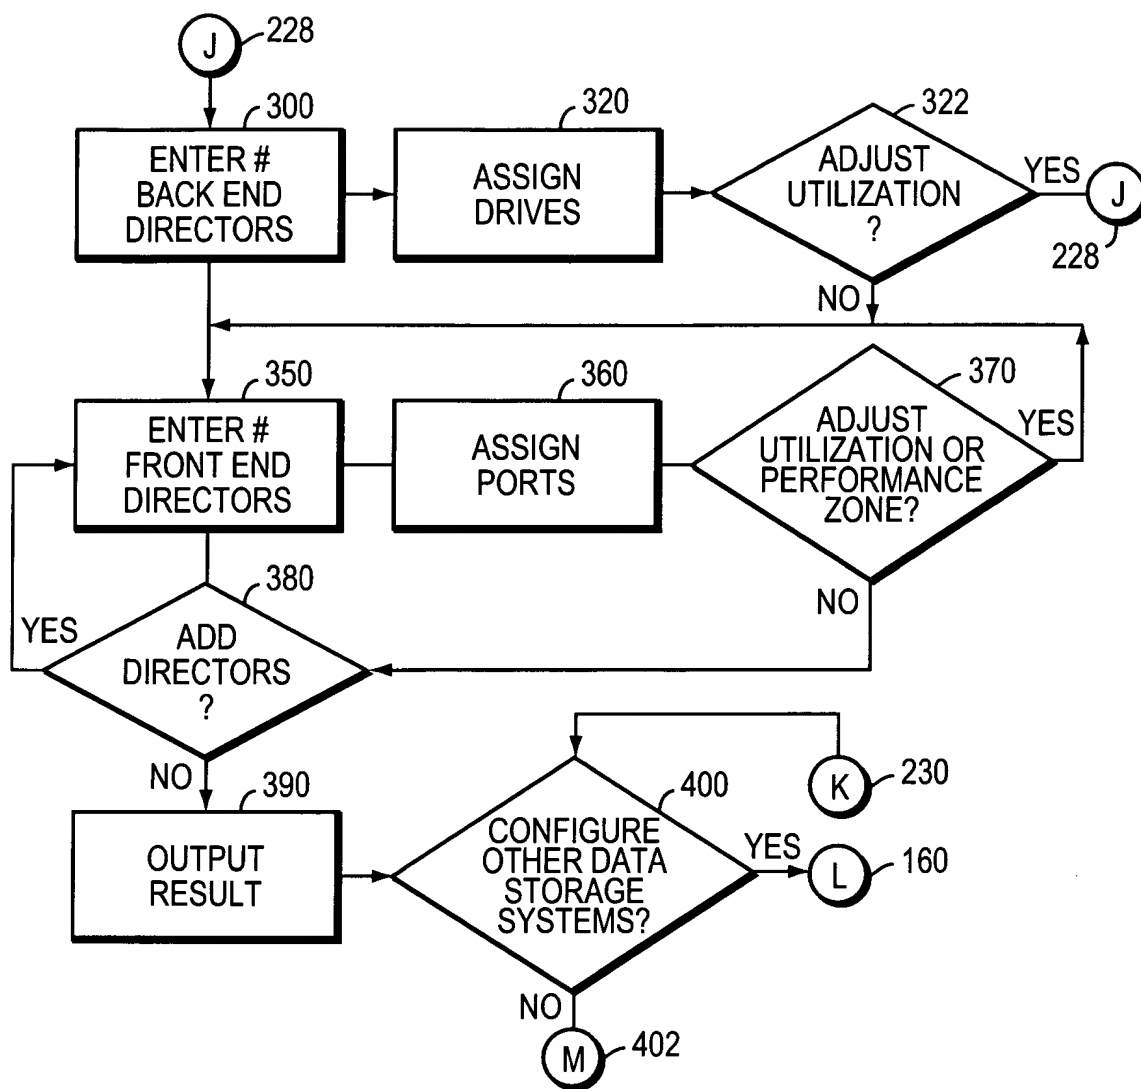 J
228
300
ENTER #
BACK END
DIRECTORS
320
ASSIGN
DRIVES
322
ADJUST
UTILIZATION
?
YES
J
228
NO
350
ENTER #
FRONT END
DIRECTORS
360
ASSIGN
PORTS
370
ADJUST
UTILIZATION OR
PERFORMANCE
ZONE?
YES
NO
380
ADD
DIRECTORS
?
YES
NO
390
OUTPUT
RESULT
K
230
400
CONFIGURE
OTHER DATA
STORAGE
SYSTEMS?
YES
L
160
NO
M
402